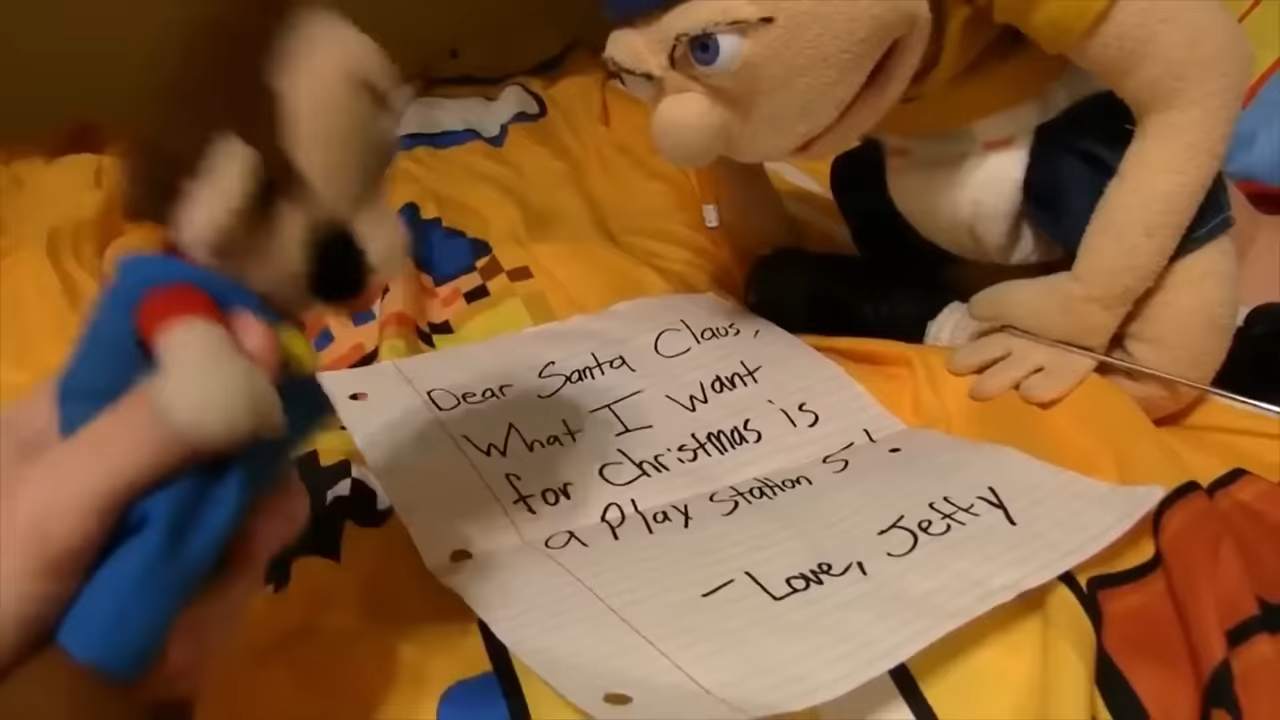 Dear Santa Claus,
What I want
for Christmas is
a Play Station 5!
- Love, Jeffy